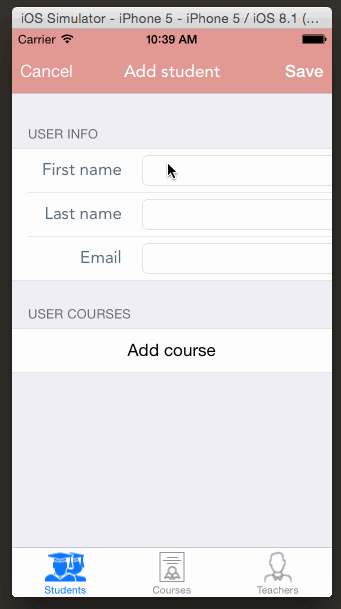 iOS Simulator - iPhone 5 - iPhone 5 / iOS 8.1 (...
Carrier 10:39 AM
Cancel Add student Save
USER INFO
First name
Last name
Email
USER COURSES
Add course
Students Courses Teachers